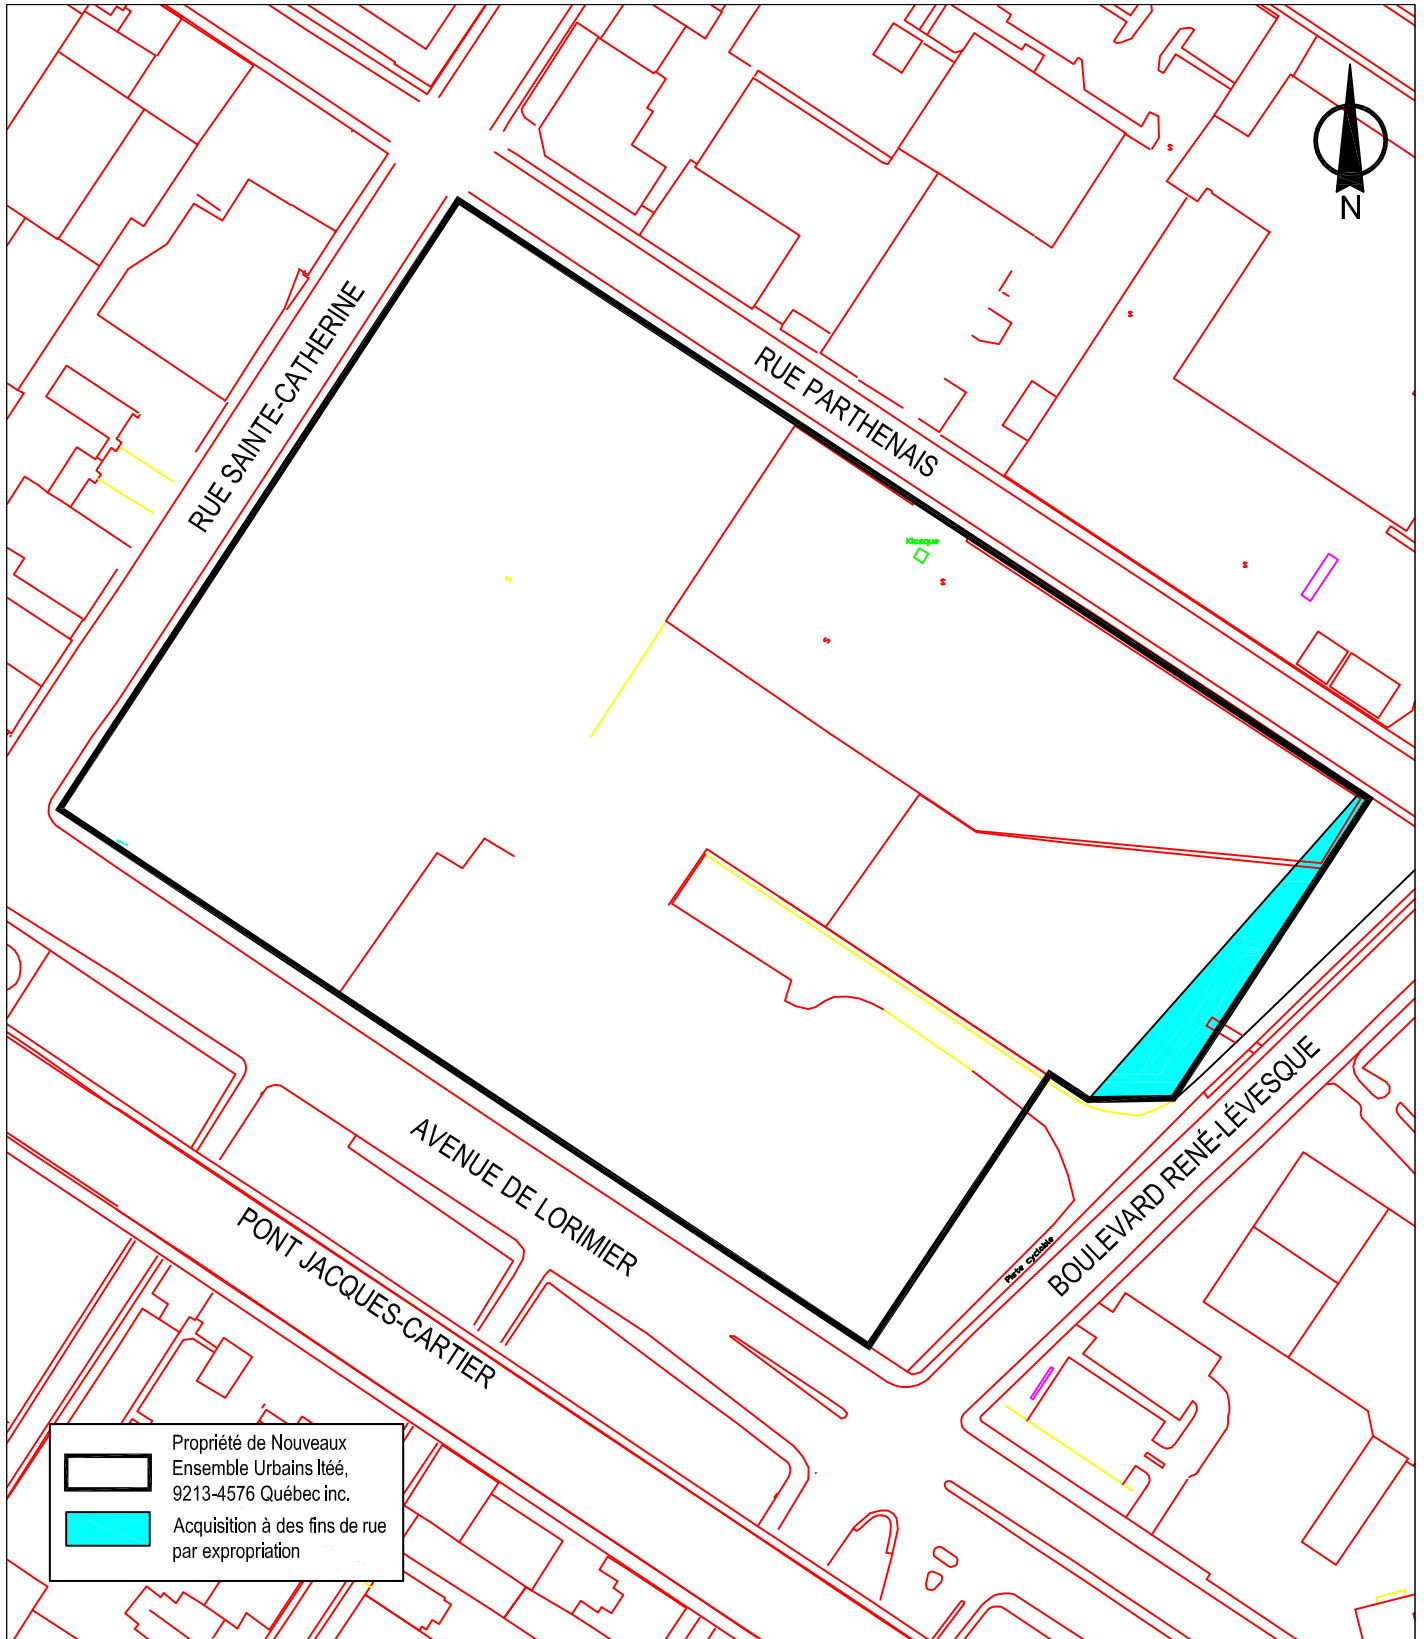 N
RUE SAINTE-CATHERINE
RUE PARTHENAIS
Kiosque
s
s
s
s
s
s
AVENUE DE LORIMIER
PONT JACQUES-CARTIER
BOULEVARD RENÉ-LÉVESQUE
Piste cyclable
Propriété de Nouveaux
Ensemble Urbains ltéé,
9213-4576 Québec inc.
Acquisition à des fins de rue
par expropriation